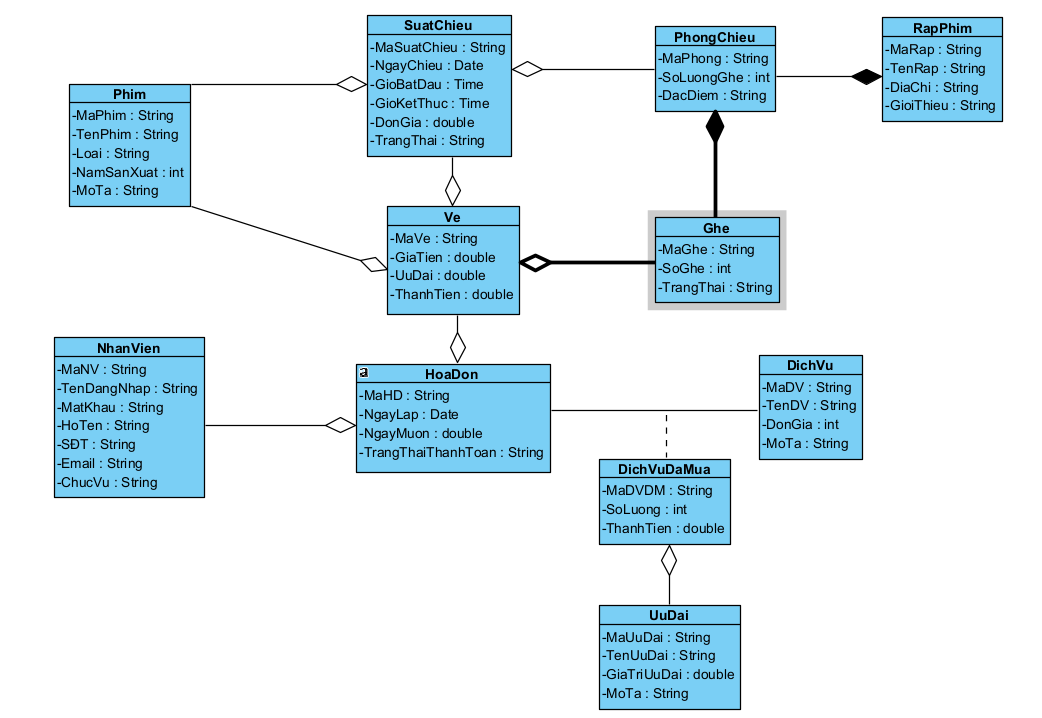 SuatChieu
-MaSuatChieu : String
-NgayChieu : Date
-GioBatDau : Time
-GioKetThuc : Time
-DonGia : double
-TrangThai : String
PhongChieu
-MaPhong : String
-SoLuongGhe : int
-DacDiem : String
RapPhim
-MaRap : String
-TenRap : String
-DiaChi : String
-GioiThieu : String
Phim
-MaPhim : String
-TenPhim : String
-Loai : String
-NamSanXuat : int
-MoTa : String
Ve
-MaVe : String
-GiaTien : double
-UuDai : double
-ThanhTien : double
Ghe
-MaGhe : String
-SoGhe : int
-TrangThai : String
NhanVien
-MaNV : String
-TenDangNhap : String
-MatKhau : String
-HoTen : String
-SĐT : String
-Email : String
-ChucVu : String
a
HoaDon
-MaHD : String
-NgayLap : Date
-NgayMuon : double
-TrangThaiThanhToan : String
DichVu
-MaDV : String
-TenDV : String
-DonGia : int
-MoTa : String
DichVuDaMua
-MaDVDM : String
-SoLuong : int
-ThanhTien : double
UuDai
-MaUuDai : String
-TenUuDai : String
-GiaTriUuDai : double
-MoTa : String